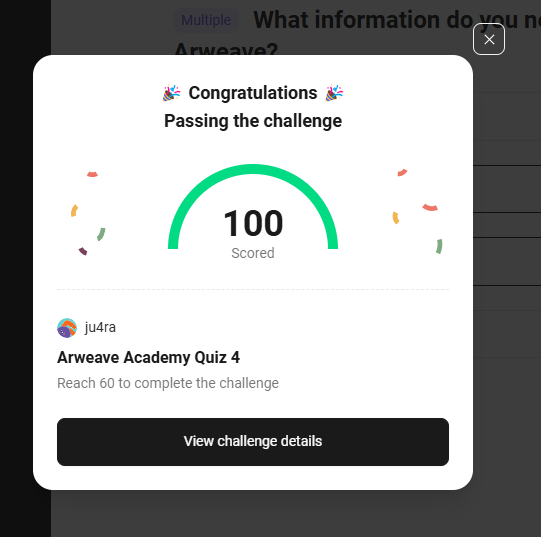 Multiple What information do you ne
Arweave?
🎉 Congratulations 🎉
Passing the challenge
100
Scored
ju4ra
Arweave Academy Quiz 4
Reach 60 to complete the challenge
View challenge details